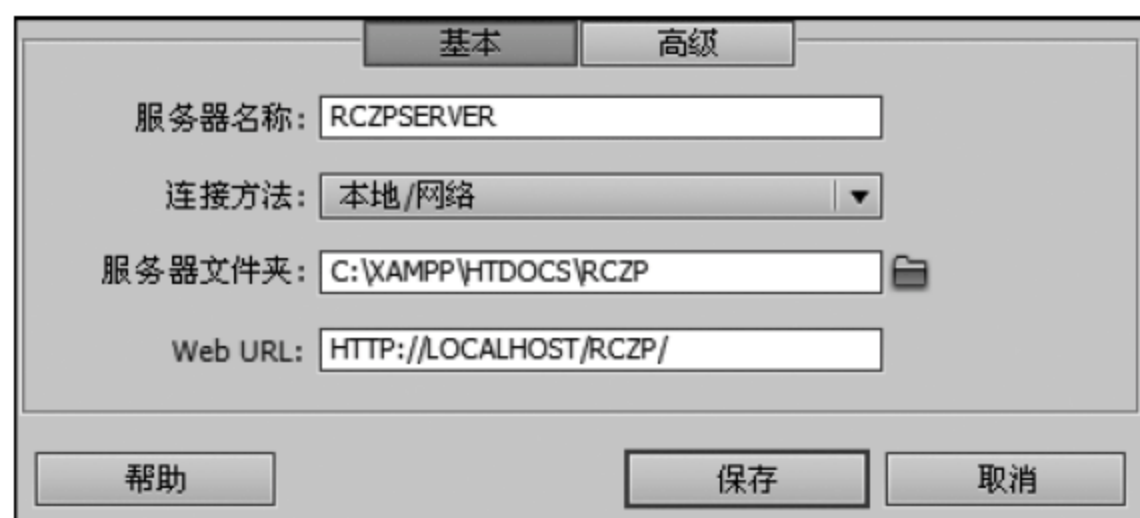 基本 高级
服务器名称: RCZPSERVER
连接方法: 本地/网络
服务器文件夹: C:\XAMPP\HTDOCS\RCZP
Web URL: HTTP://LOCALHOST/RCZP/
帮助 保存 取消